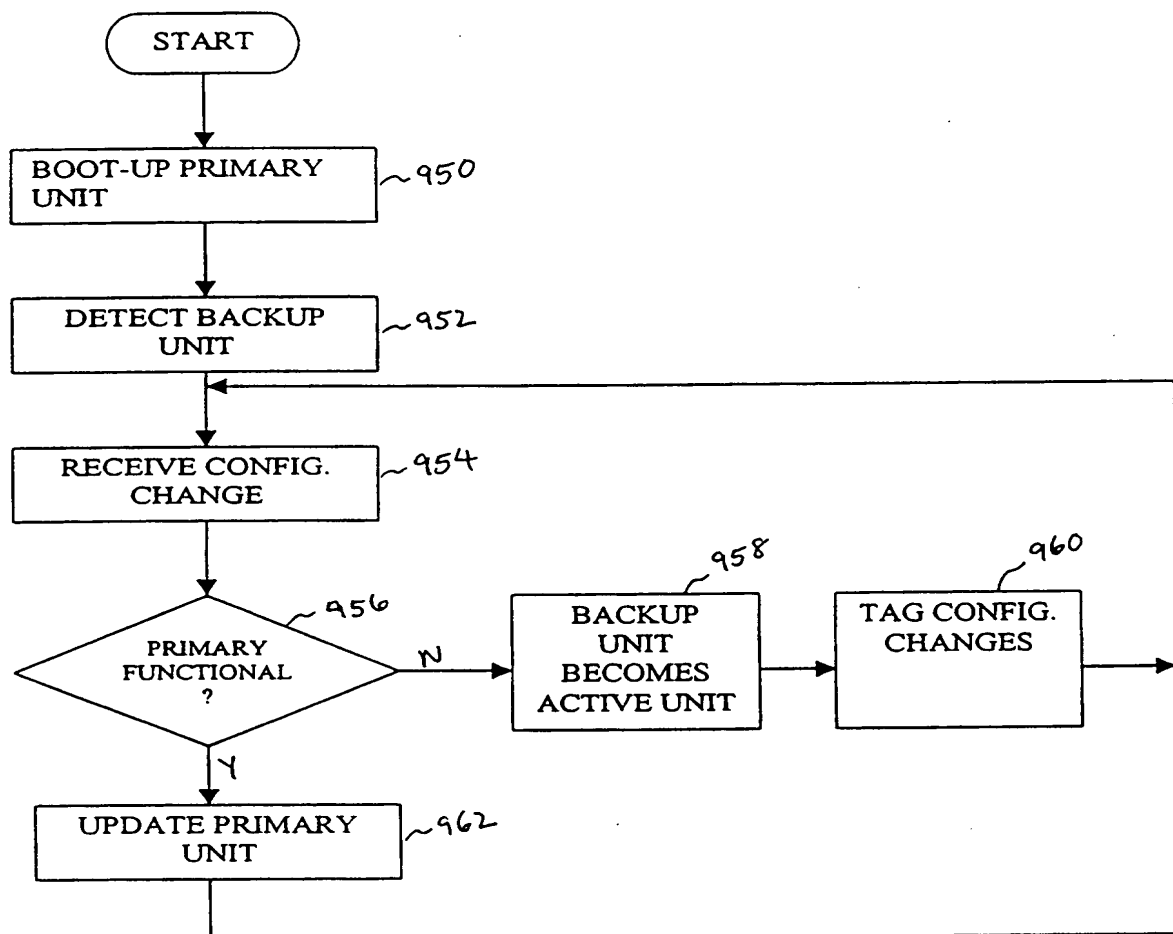 START
BOOT-UP PRIMARY
UNIT
~950
DETECT BACKUP
UNIT
~952
RECEIVE CONFIG.
CHANGE
~954
PRIMARY
FUNCTIONAL
?
956
N
BACKUP
UNIT
BECOMES
ACTIVE UNIT
958
TAG CONFIG.
CHANGES
960
Y
UPDATE PRIMARY
UNIT
~962